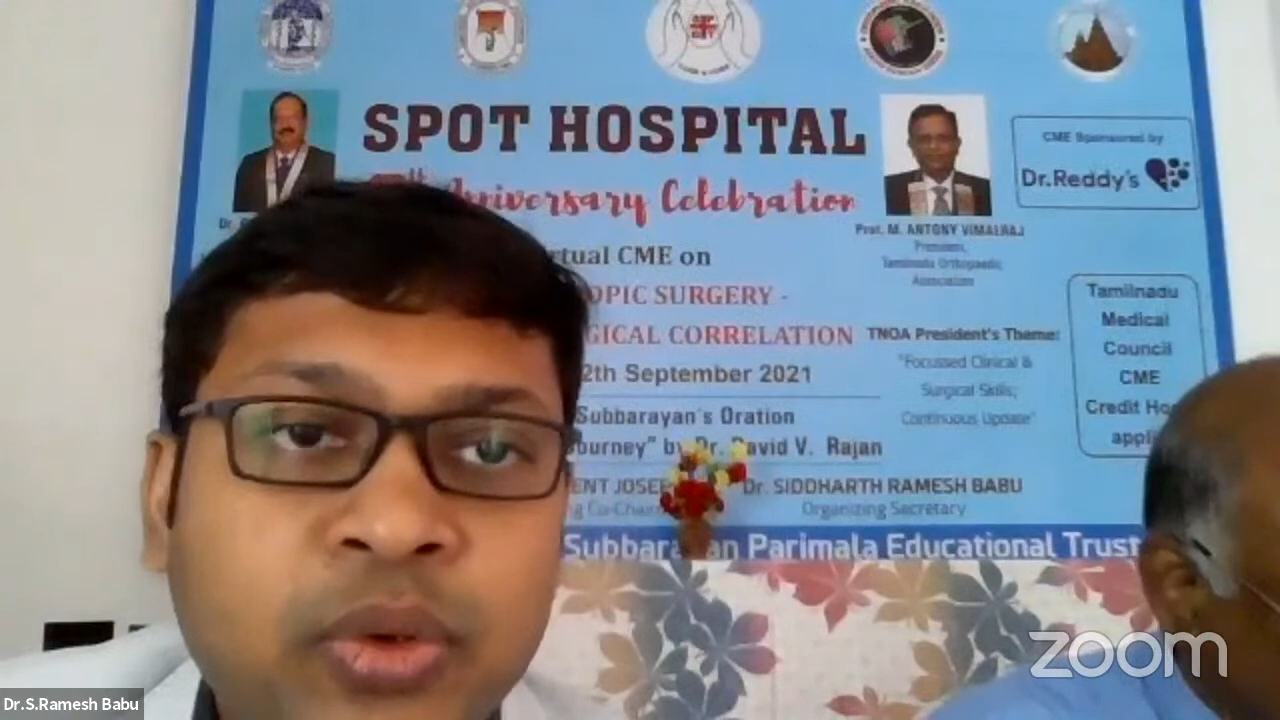 SPOT HOSPITAL
Anniversary Celebration
CME Sponsored by
Dr.Reddy's
Prof. M. ANTONY VIMALRAJ
President,
Tamilnadu Orthopaedic
Association
Virtual CME on
OPIC SURGERY -
GICAL CORRELATION
TNOA President's Theme:
"Focussed Clinical &
Surgical Skills;
Continuous Update"
Tamilnadu
Medical
Council
CME
Credit Ho
appli
2th September 2021
Subbarayan's Oration
ourney" by Dr. David V. Rajan
ENT JOSE
Dr. SIDDHARTH RAMESH BABU
ng Co-Chair
Organizing Secretary
Subbarayan Parimala Educational Trust
zoom
Dr.S.Ramesh Babu